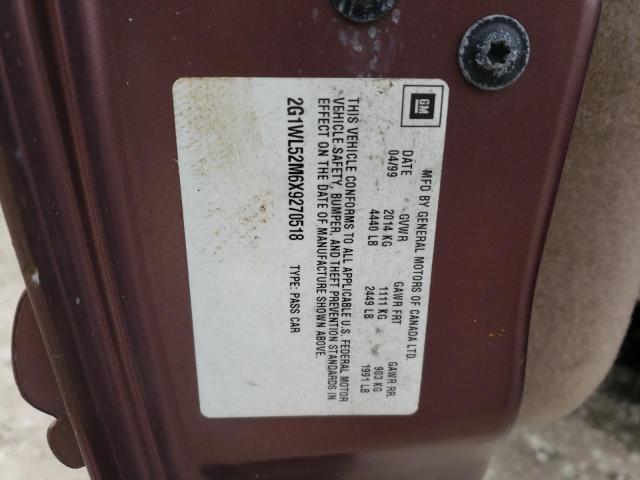 GM
MFD BY GENERAL MOTORS OF CANADA LTD.
DATE GVWR GAWR FRT GAWR RR
04/99 2014 KG 1111 KG 903 KG
4440 LB 2449 LB 1991 LB
THIS VEHICLE CONFORMS TO ALL APPLICABLE U.S. FEDERAL MOTOR
VEHICLE SAFETY, BUMPER, AND THEFT PREVENTION STANDARDS IN
EFFECT ON THE DATE OF MANUFACTURE SHOWN ABOVE.
2G1WL52M6X9270518 TYPE: PASS CAR